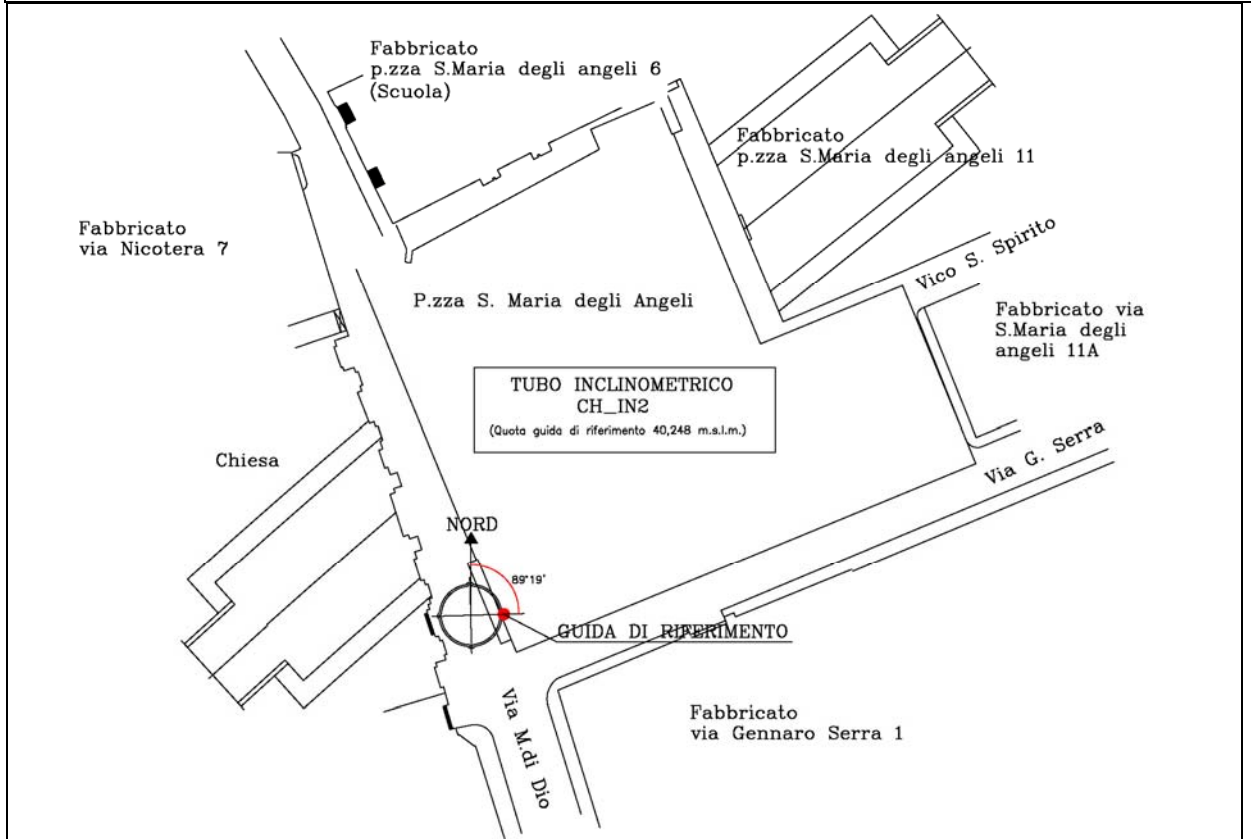 Fabbricato
p.zza S.Maria degli angeli 6
(Scuola)
Fabbricato
p.zza S.Maria degli angeli 11
Fabbricato
via Nicotera 7
Vico S. Spirito
P.zza S. Maria degli Angeli
Fabbricato via
S.Maria degli
angeli 11A
TUBO INCLINOMETRICO
CH_IN2
(Quota guida di riferimento 40,248 m.s.l.m.)
Chiesa
Via G. Serra
NORD
89°19'
GUIDA DI RIFERIMENTO
Via M.di Dio
Fabbricato
via Gennaro Serra 1